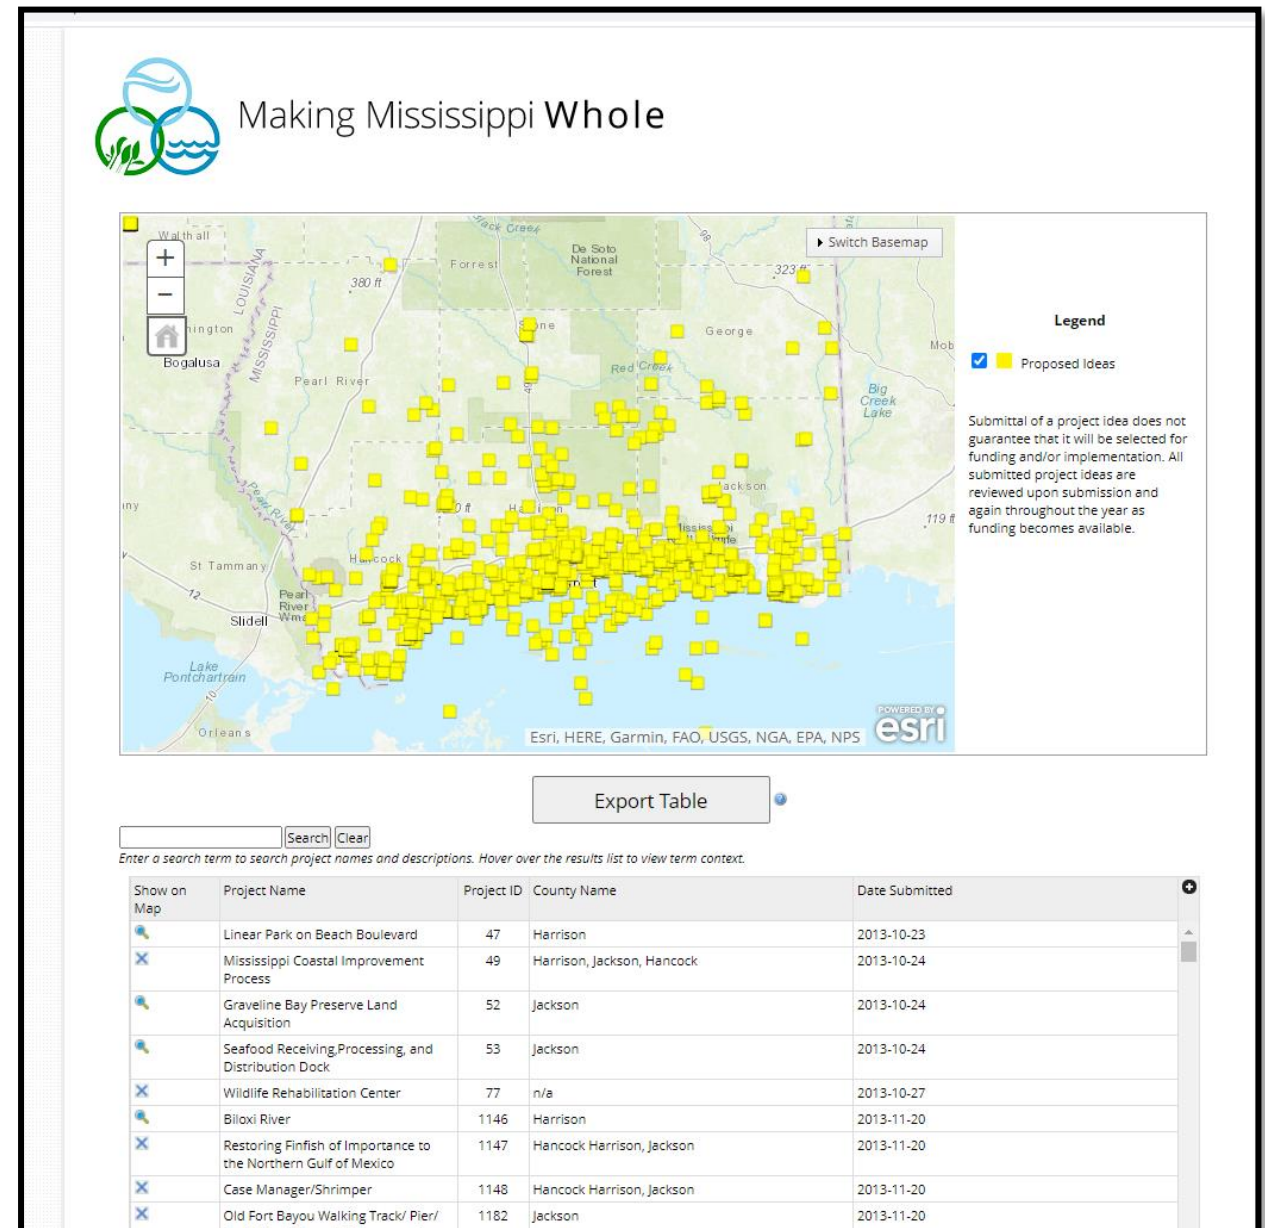 Making Mississippi Whole
Walthall
+
−
LOUISIANA
MISSISSIPPI
Bogalusa
Pearl River
380 ft
Forrest
Black Creek
De Soto
National
Forest
98
323 ft
Switch Basemap
George
Mob
Red Creek
49
Big
Creek
Lake
Jackson
119 ft
Hancock
Pearl River
St Tammany
12
Pearl
River
Wma
Slidell
Lake
Pontchartrain
10
Orleans
Esri, HERE, Garmin, FAO, USGS, NGA, EPA, NPS
POWERED BY
esri
Legend
Proposed Ideas
Submittal of a project idea does not
guarantee that it will be selected for
funding and/or implementation. All
submitted project ideas are
reviewed upon submission and
again throughout the year as
funding becomes available.
Export Table
Search Clear
Enter a search term to search project names and descriptions. Hover over the results list to view term context.
Show on Map Project Name Project ID County Name Date Submitted
Linear Park on Beach Boulevard 47 Harrison 2013-10-23
Mississippi Coastal Improvement 49 Harrison, Jackson, Hancock 2013-10-24
Process
Graveline Bay Preserve Land 52 Jackson 2013-10-24
Acquisition
Seafood Receiving,Processing, and 53 Jackson 2013-10-24
Distribution Dock
Wildlife Rehabilitation Center 77 n/a 2013-10-27
Biloxi River 1146 Harrison 2013-11-20
Restoring Finfish of Importance to 1147 Hancock Harrison, Jackson 2013-11-20
the Northern Gulf of Mexico
Case Manager/Shrimper 1148 Hancock Harrison, Jackson 2013-11-20
Old Fort Bayou Walking Track/ Pier/ 1182 Jackson 2013-11-20